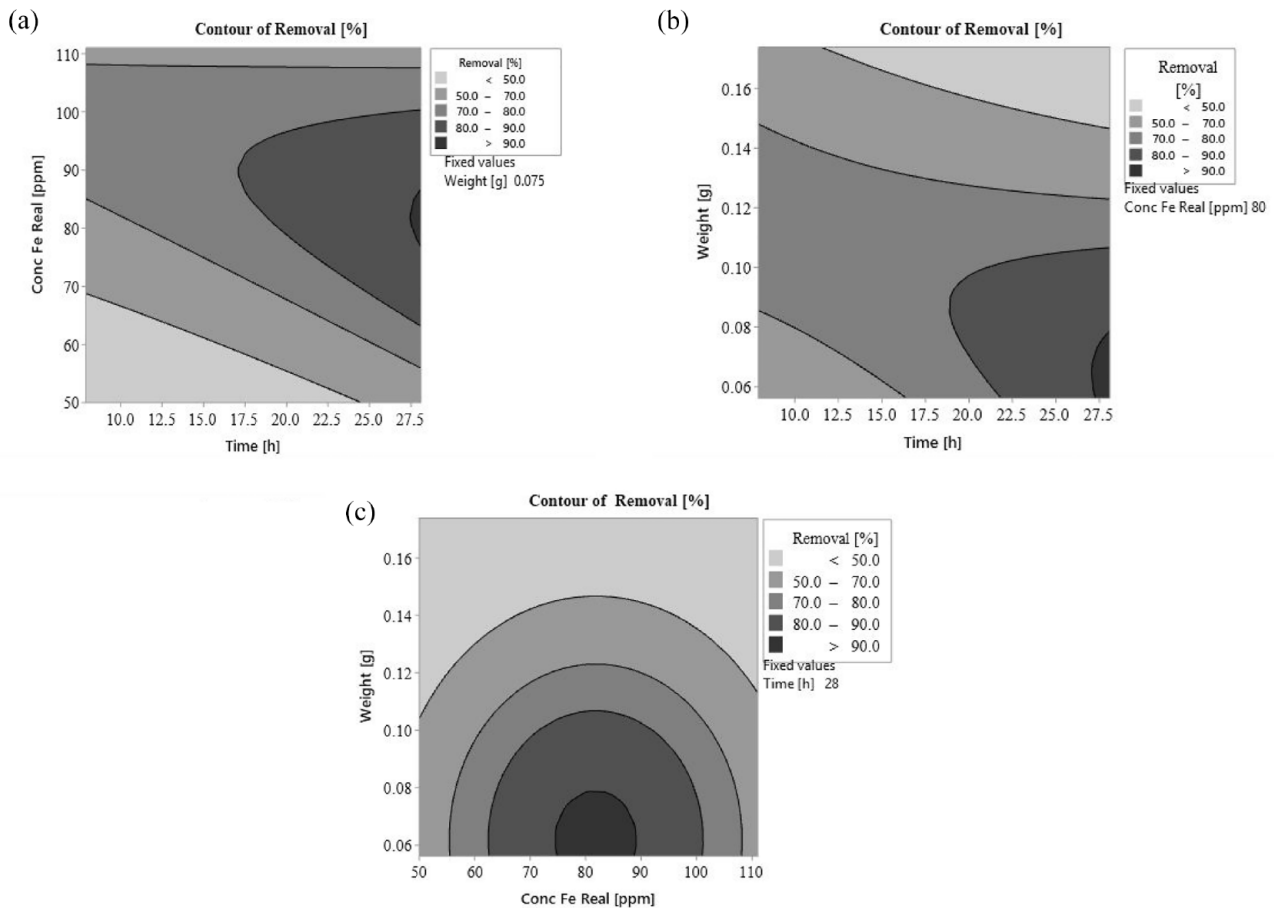 (a)
Contour of Removal [%]
110
100
90
80
70
60
50
Conc Fe Real [ppm]
10.0 12.5 15.0 17.5 20.0 22.5 25.0 27.5
Time [h]
Removal [%]
< 50.0
50.0 – 70.0
70.0 – 80.0
80.0 – 90.0
> 90.0
Fixed values
Weight [g] 0.075
(b)
Contour of Removal [%]
0.16
0.14
0.12
0.10
0.08
0.06
Weight [g]
10.0 12.5 15.0 17.5 20.0 22.5 25.0 27.5
Time [h]
Removal
[%]
< 50.0
50.0 – 70.0
70.0 – 80.0
80.0 – 90.0
> 90.0
Fixed values
Conc Fe Real [ppm] 80
(c)
Contour of Removal [%]
0.16
0.14
0.12
0.10
0.08
0.06
Weight [g]
50 60 70 80 90 100 110
Conc Fe Real [ppm]
Removal [%]
< 50.0
50.0 – 70.0
70.0 – 80.0
80.0 – 90.0
> 90.0
Fixed values
Time [h] 28